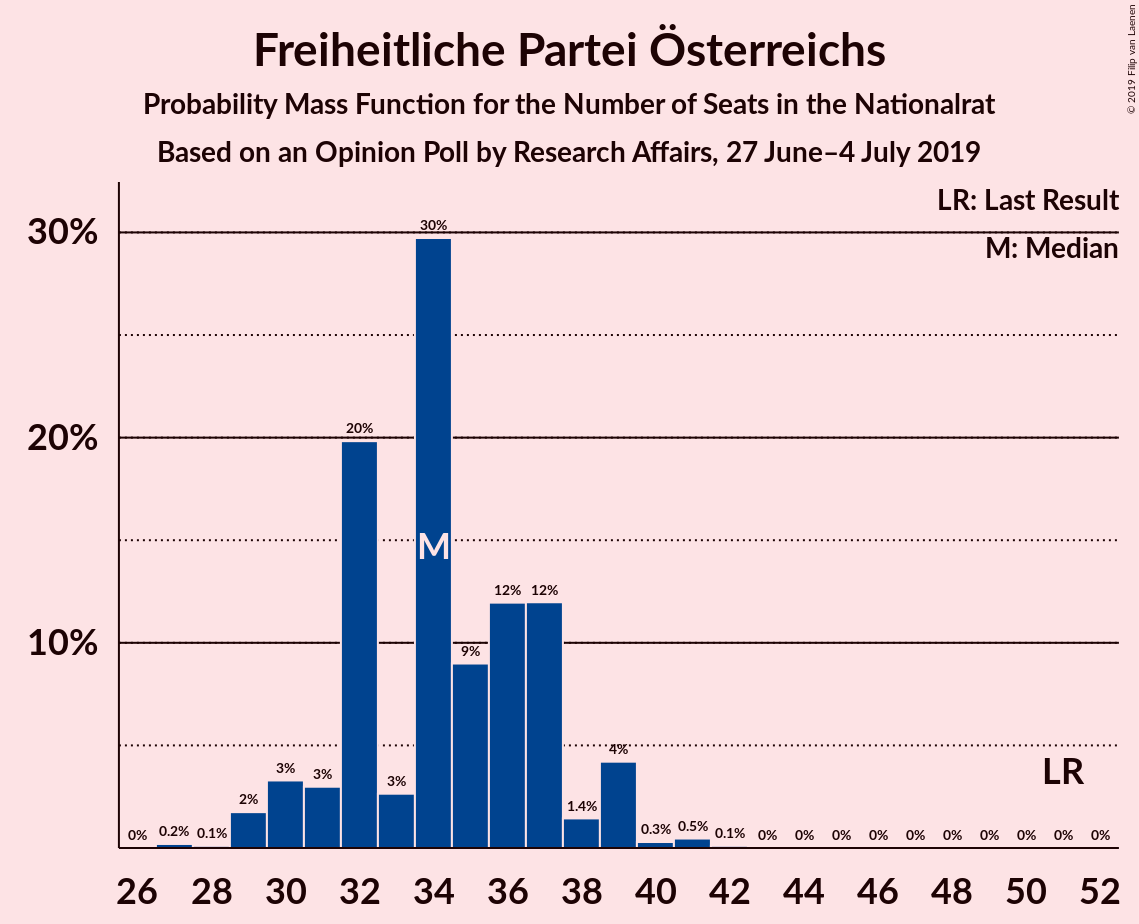 Freiheitliche Partei Österreichs
Probability Mass Function for the Number of Seats in the Nationalrat
Based on an Opinion Poll by Research Affairs, 27 June–4 July 2019
© 2019 Filip van Laenen
LR: Last Result
M: Median
30%
20%
10%
0% 0.2% 0.1% 2% 3% 3% 20% 3% 30% 9% 12% 12% 1.4% 4% 0.3% 0.5% 0.1% 0% 0% 0% 0% 0% 0% 0% 0% 0% 0%
M
LR
26 28 30 32 34 36 38 40 42 44 46 48 50 52